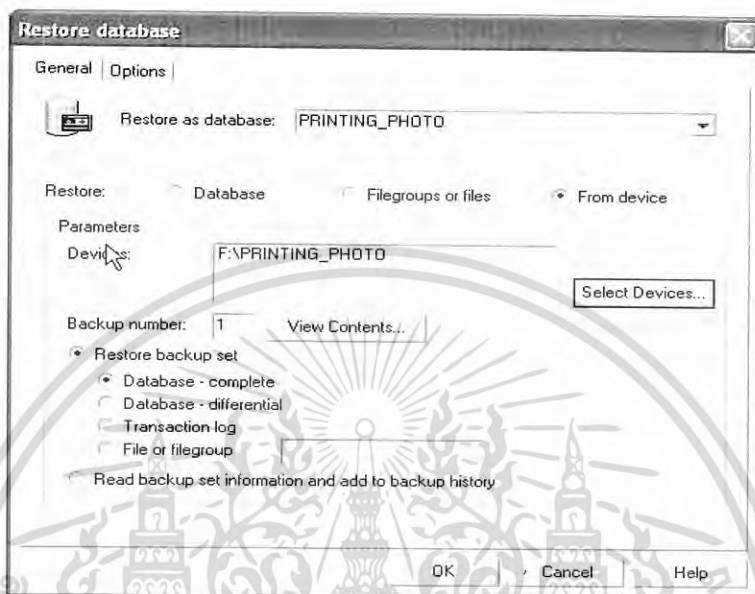 Restore database
General Options
Restore as database: PRINTING_PHOTO
Restore: Database Filegroups or files From device
Parameters
Devices: F:\PRINTING_PHOTO
Select Devices...
Backup number: 1 View Contents...
Restore backup set
Database - complete
Database - differential
Transaction log
File or filegroup
Read backup set information and add to backup history
OK Cancel Help